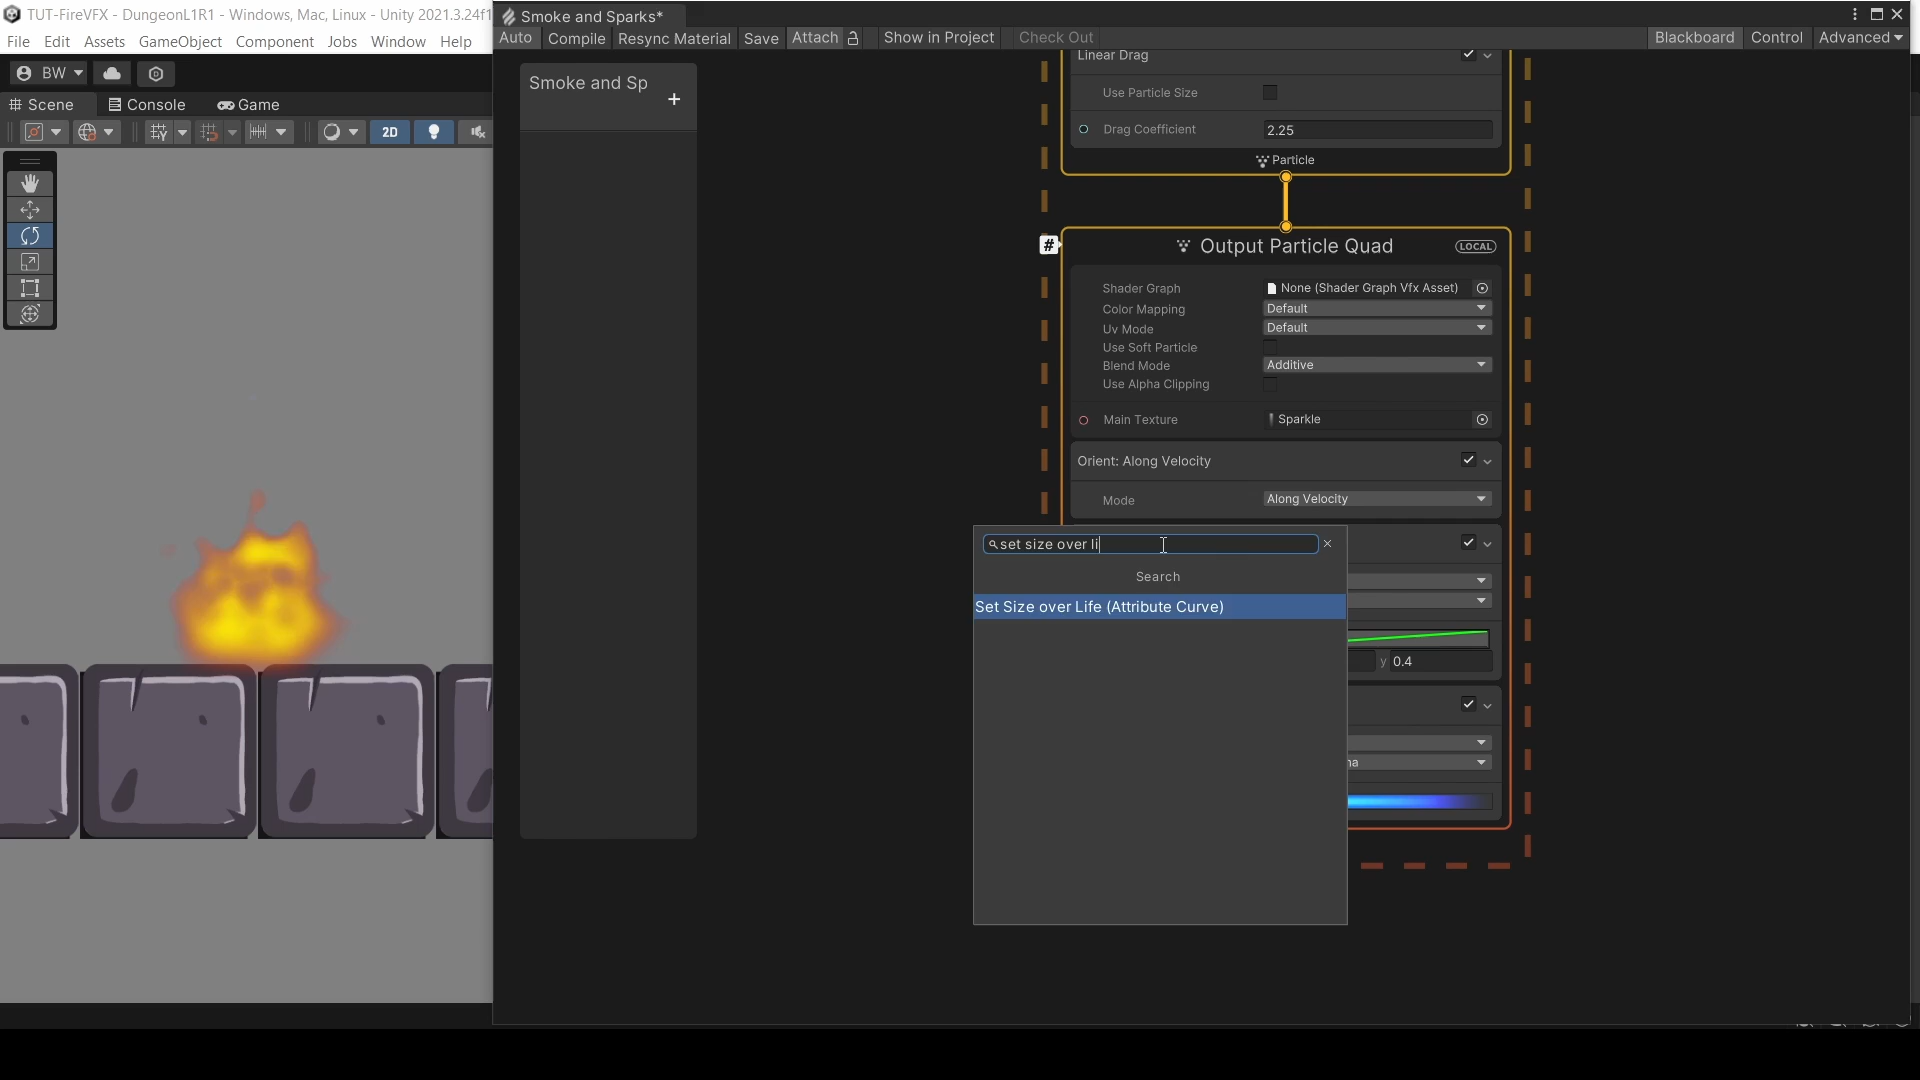 TUT-FireVFX - DungeonL1R1 - Windows, Mac, Linux - Unity 2021.3.24f1
Smoke and Sparks*
File Edit Assets GameObject Component Jobs Window Help
Auto Compile Resync Material Save Attach Show in Project Check Out Blackboard Control Advanced
BW
Scene Console Game
2D
Smoke and Sp
+
Linear Drag
Use Particle Size
Drag Coefficient 2.25
Particle
#
Output Particle Quad LOCAL
Shader Graph None (Shader Graph Vfx Asset)
Color Mapping Default
Uv Mode Default
Use Soft Particle
Blend Mode Additive
Use Alpha Clipping
Main Texture Sparkle
Orient: Along Velocity
Mode Along Velocity
set size over li
Search
Set Size over Life (Attribute Curve)
y 0.4